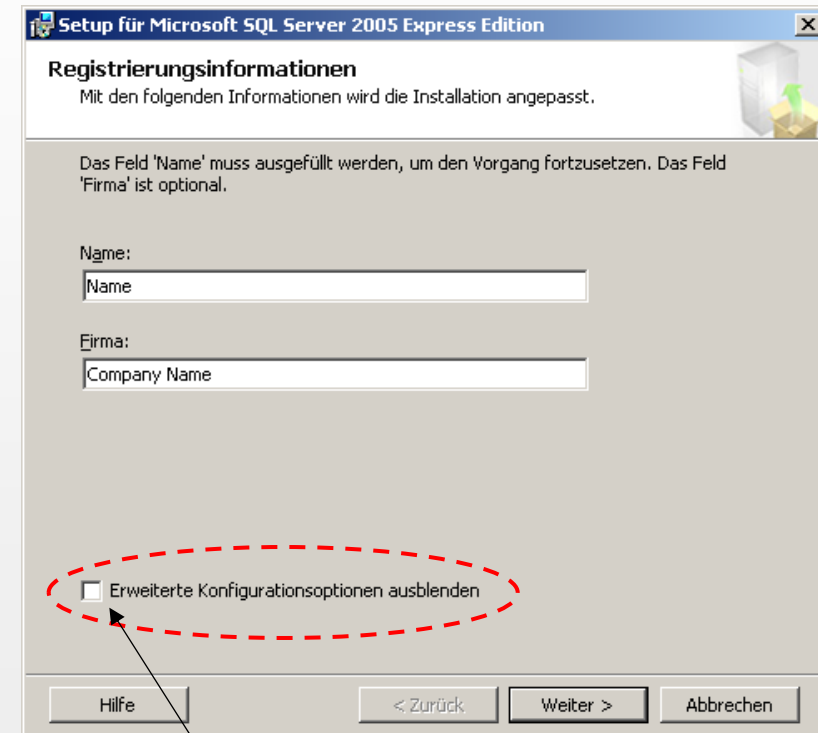 Setup für Microsoft SQL Server 2005 Express Edition
Registrierungsinformationen
Mit den folgenden Informationen wird die Installation angepasst.
Das Feld 'Name' muss ausgefüllt werden, um den Vorgang fortzusetzen. Das Feld
'Firma' ist optional.
Name:
Name
Firma:
Company Name
Erweiterte Konfigurationsoptionen ausblenden
Hilfe
< Zurück
Weiter >
Abbrechen